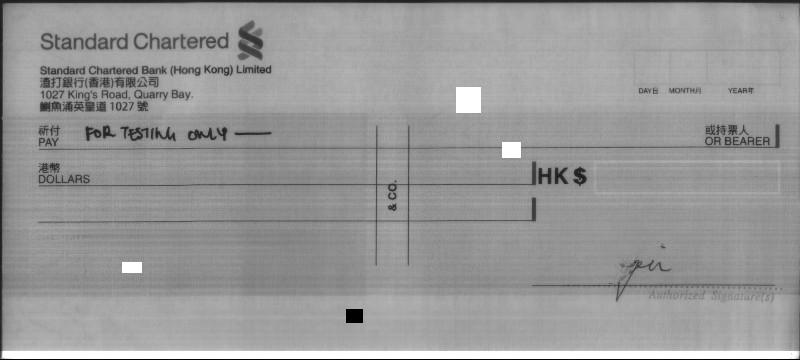 Standard Chartered
Standard Chartered Bank (Hong Kong) Limited
渣打銀行(香港)有限公司
1027 King's Road, Quarry Bay.
鰂魚涌英皇道 1027 號
DAY日 MONTH月 YEAR年
祈付
PAY FOR TESTING ONLY
或持票人
OR BEARER
港幣
DOLLARS
HK $
& CO.
Authorized Signature(s)